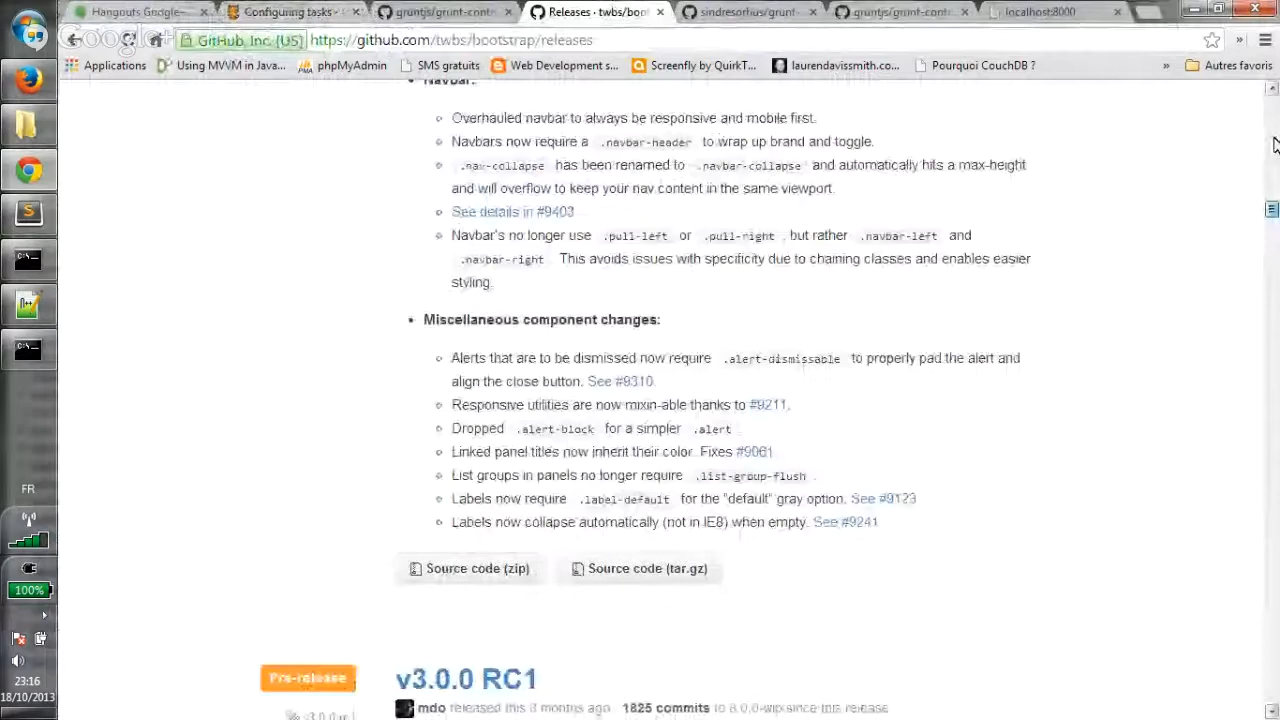 Hangouts Google-
Configuring tasks -
gruntjs/grunt-contr
Releases · twbs/boot
sindresorhus/grunt-
gruntjs/grunt-contr
localhost:8000
Google+
GitHub, Inc. [US] https://github.com/twbs/bootstrap/releases
Applications Using MVVM in Java... phpMyAdmin SMS gratuits Web Development s... Screenfly by QuirkT... laurendavissmith.co... Pourquoi CouchDB ? » Autres favoris
Navbar:
Overhauled navbar to always be responsive and mobile first.
Navbars now require a .navbar-header to wrap up brand and toggle.
.nav-collapse has been renamed to .navbar-collapse and automatically hits a max-height
and will overflow to keep your nav content in the same viewport.
See details in #9403
Navbar's no longer use .pull-left or .pull-right, but rather .navbar-left and
.navbar-right. This avoids issues with specificity due to chaining classes and enables easier
styling.
Miscellaneous component changes:
Alerts that are to be dismissed now require .alert-dismissable to properly pad the alert and
align the close button. See #9310.
Responsive utilities are now mixin-able thanks to #9211.
Dropped .alert-block for a simpler .alert
Linked panel titles now inherit their color. Fixes #9061
List groups in panels no longer require .list-group-flush .
Labels now require .label-default for the "default" gray option. See #9123
Labels now collapse automatically (not in IE8) when empty. See #9241
Source code (zip) Source code (tar.gz)
Pre-release v3.0.0 RC1
v3.0.0-rc1 mdo released this 3 months ago 1825 commits to 3.0.0-wip since this release
FR
100%
23:16
18/10/2013